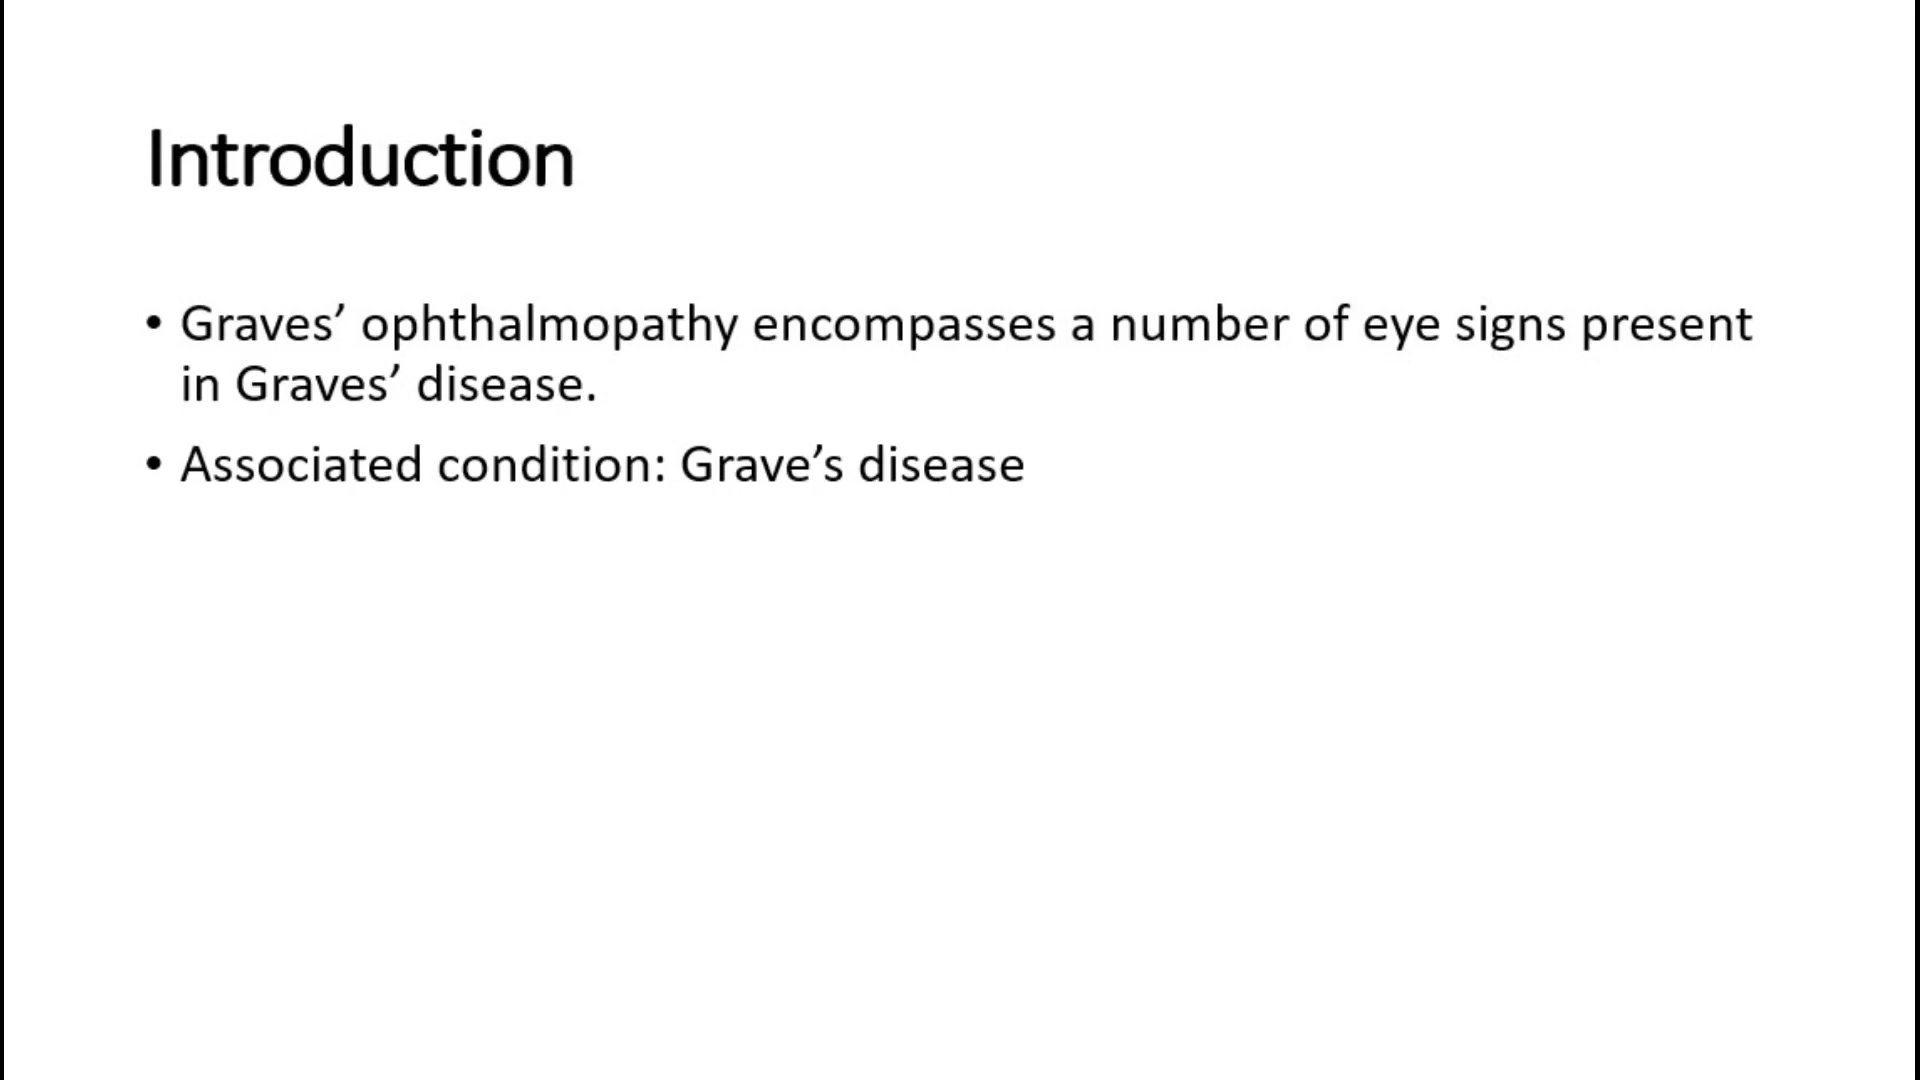 Introduction
• Graves’ ophthalmopathy encompasses a number of eye signs present
in Graves’ disease.
• Associated condition: Grave’s disease